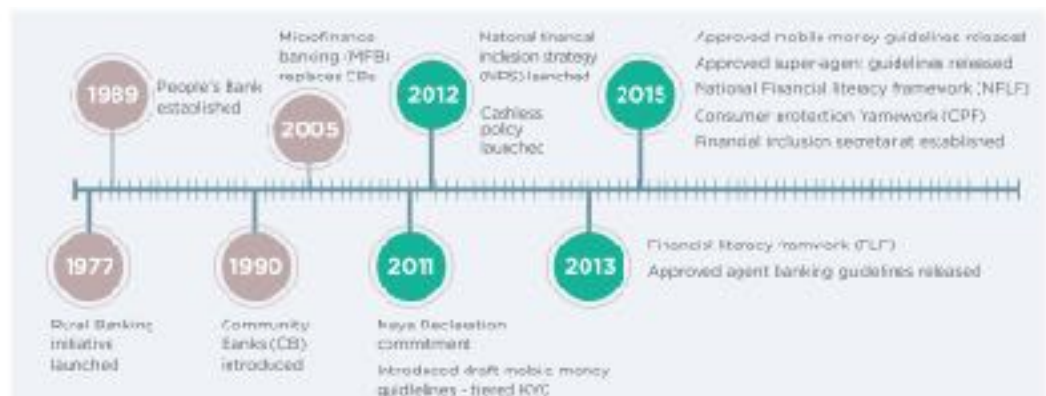 1989
People's Bank
established
Microfinance
banking (MFB)
replaces CBs
2005
2012
National financial
inclusion strategy
(NFIS) launched
Cashless
policy
launched
2015
Approved mobile money guidelines released
Approved super-agent guidelines released
National Financial literacy framework (NFLF)
Consumer protection framework (CPF)
Financial inclusion secretariat established
1977
Rural Banking
initiative
launched
1990
Community
Banks (CB)
introduced
2011
Maya Declaration
commitment
Introduced draft mobile money
guidlelines - tiered KYC
2013
Financial literacy framwork (FLF)
Approved agent banking guidelines released